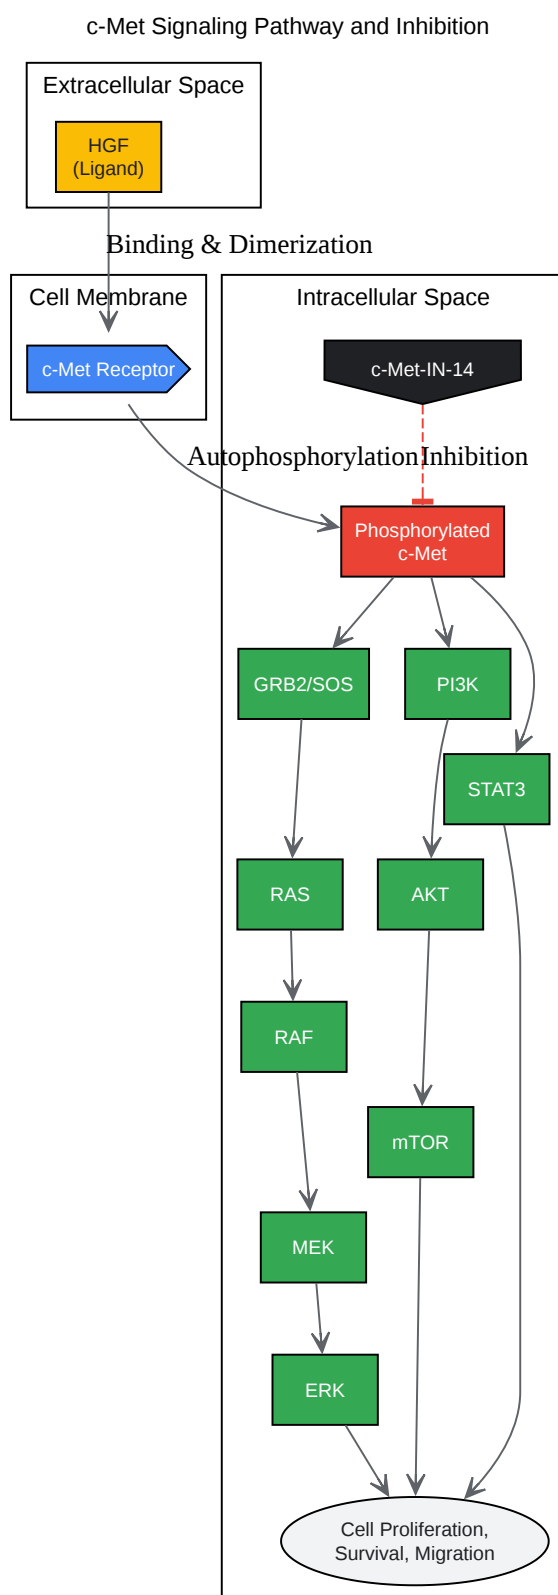 c-Met Signaling Pathway and Inhibition
Extracellular Space
HGF
(Ligand)
Binding & Dimerization
Cell Membrane
Intracellular Space
c-Met Receptor
c-Met-IN-14
Autophosphorylation
Inhibition
Phosphorylated
c-Met
GRB2/SOS
PI3K
STAT3
RAS
AKT
RAF
mTOR
MEK
ERK
Cell Proliferation,
Survival, Migration